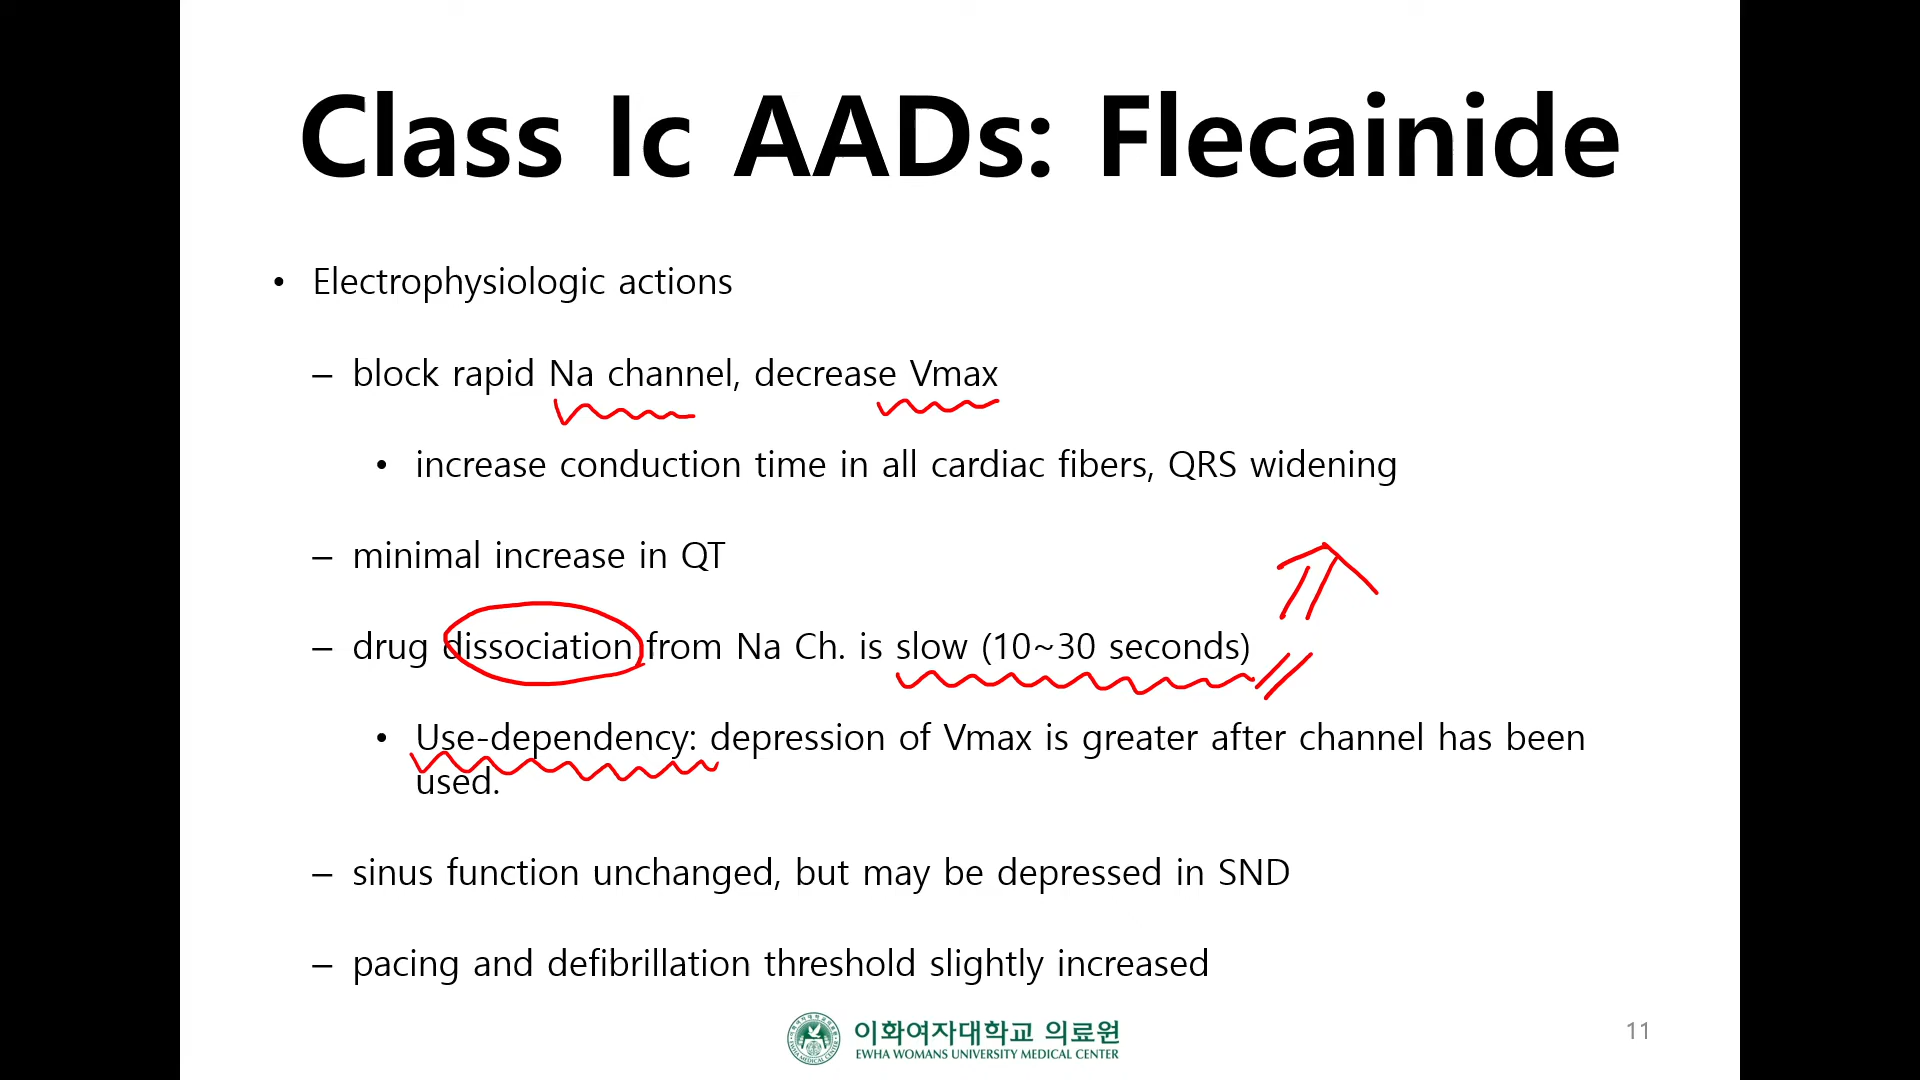 Class Ic AADs: Flecainide
• Electrophysiologic actions
– block rapid Na channel, decrease Vmax
• increase conduction time in all cardiac fibers, QRS widening
– minimal increase in QT
– drug dissociation from Na Ch. is slow (10~30 seconds)
• Use-dependency: depression of Vmax is greater after channel has been
used.
– sinus function unchanged, but may be depressed in SND
– pacing and defibrillation threshold slightly increased
이화여자대학교 의료원
EWHA WOMANS UNIVERSITY MEDICAL CENTER
11